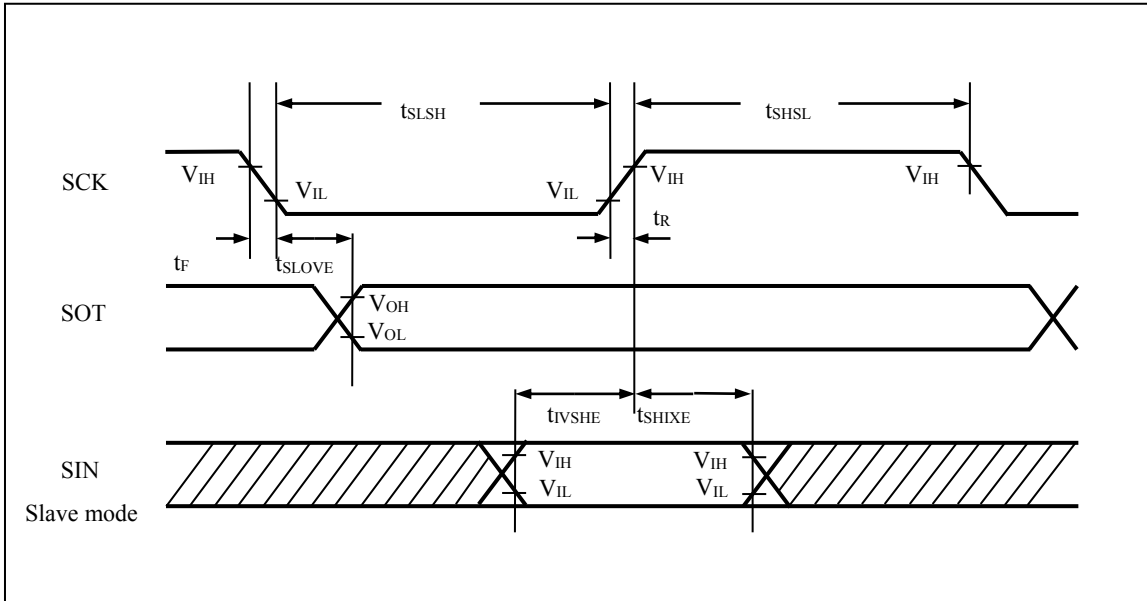 tSLSH tSHSL
SCK VIH VIL VIL VIH VIH
tR
tF tSLOVE
SOT VOH
VOL
tIVSHE tSHIXE
SIN VIH VIH
VIL VIL
Slave mode